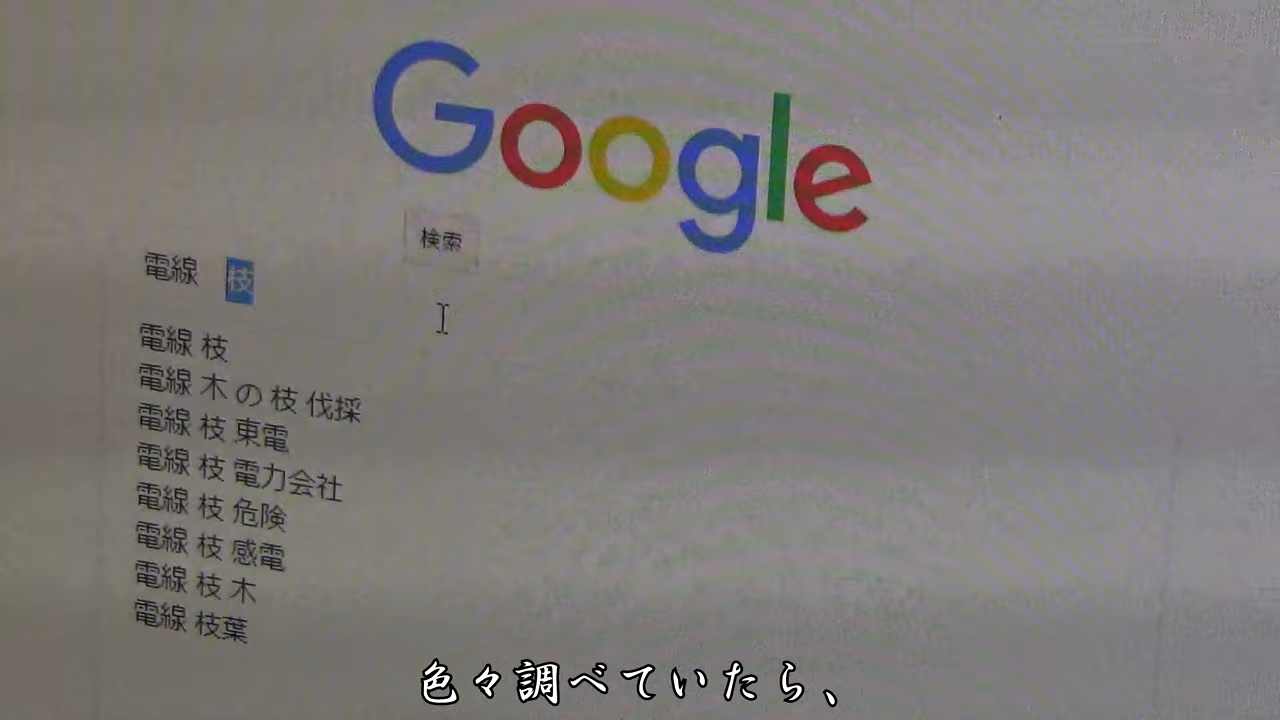 Google
検索
電線 枝
電線 枝
電線 木 の 枝 伐採
電線 枝 東電
電線 枝 電力会社
電線 枝 危険
電線 枝 感電
電線 枝 木
電線 枝葉
色々調べていたら、